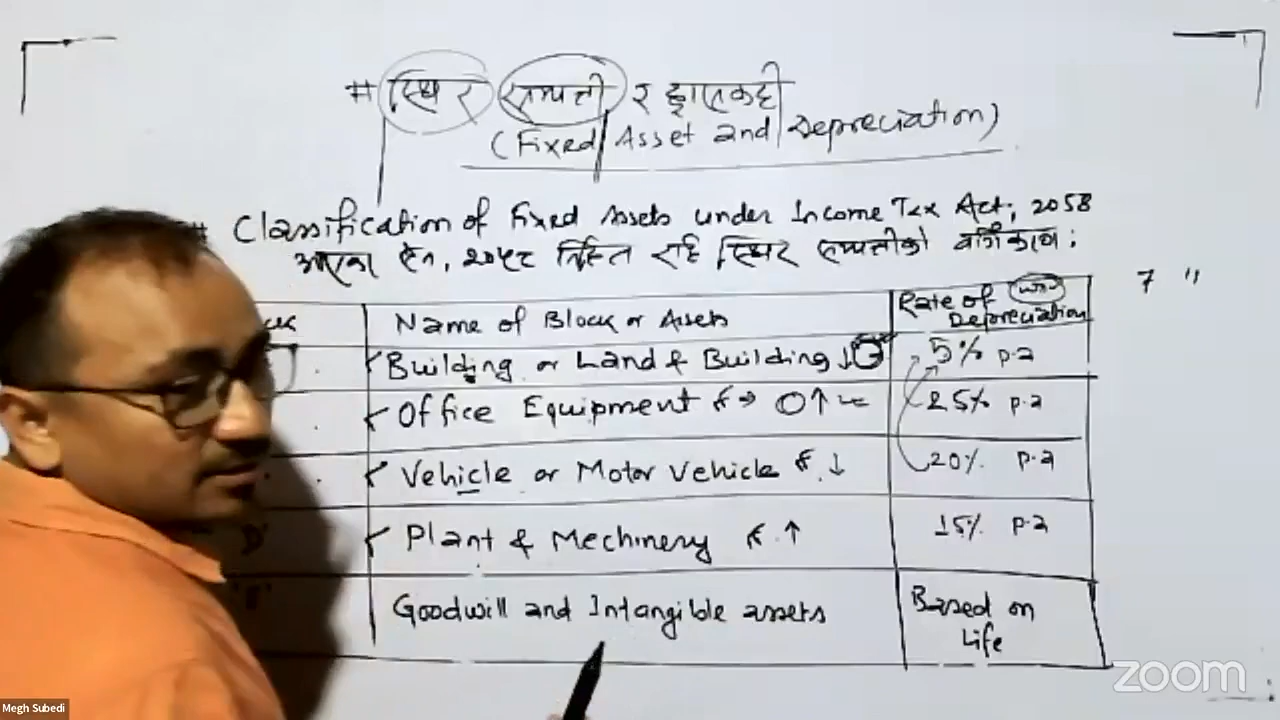 # स्थिर सम्पत्ती र ह्रासकट्टी
(Fixed Asset and Depreciation)
# Classification of Fixed Assets under Income Tax Act, 2058
आयकर ऐन, २०५८ निहित रहि स्थिर सम्पत्तीको वर्गिकरण :
7 "
Name of Block or Assets Rate of Depreciation
Building or Land & Building 5% p.a
Office Equipment 25% p.a
Vehicle or Motor Vehicle 20% p.a
'D' Plant & Mechinery 15% p.a
'E' Goodwill and Intangible assets Based on Life
zoom
Megh Subedi